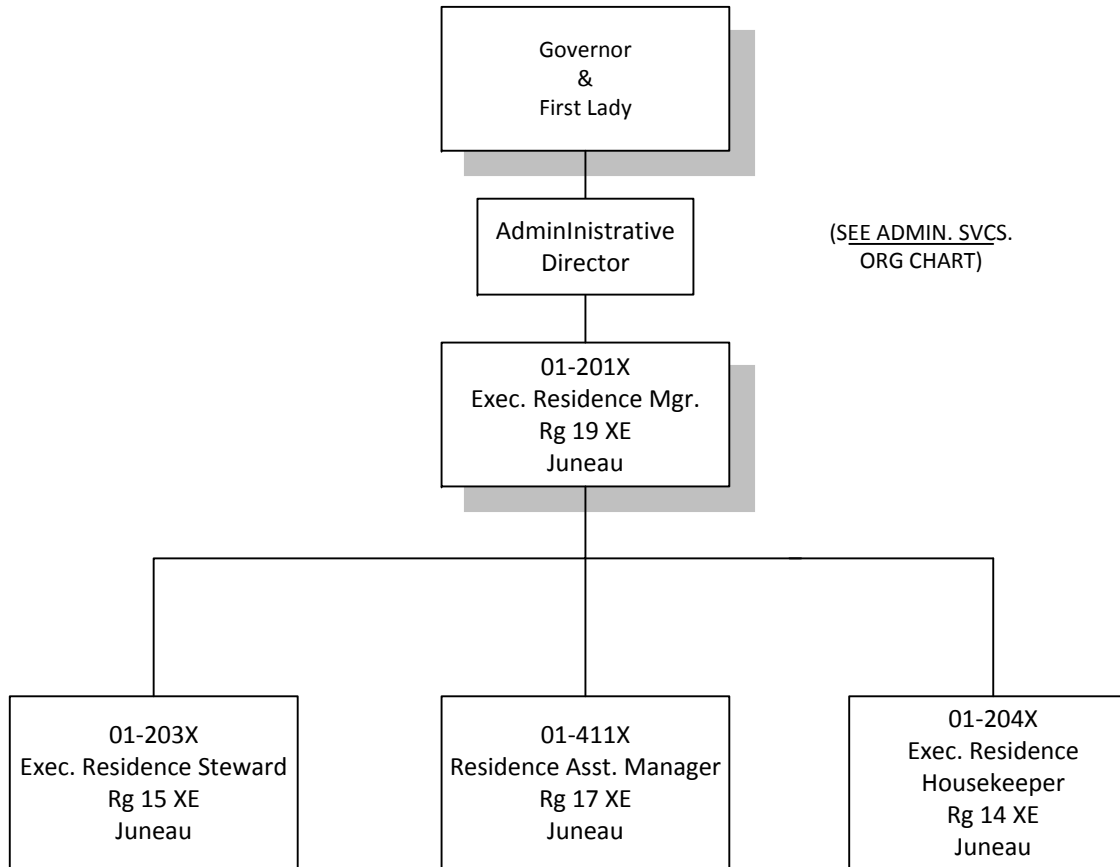 Governor
&
First Lady
AdminInistrative
Director
(SEE ADMIN. SVCS.
ORG CHART)
01-201X
Exec. Residence Mgr.
Rg 19 XE
Juneau
01-203X
Exec. Residence Steward
Rg 15 XE
Juneau
01-411X
Residence Asst. Manager
Rg 17 XE
Juneau
01-204X
Exec. Residence
Housekeeper
Rg 14 XE
Juneau